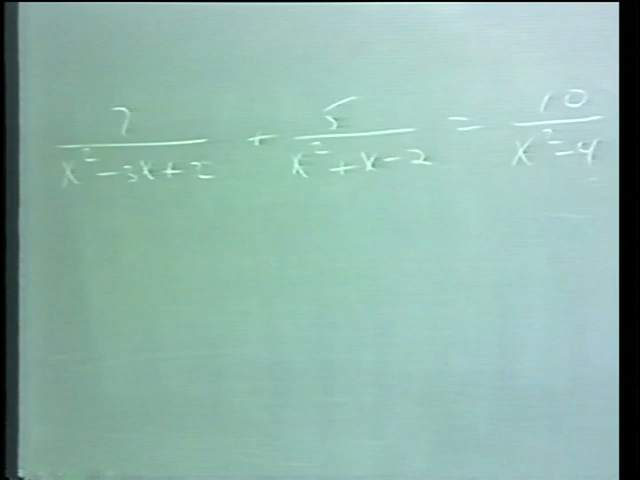 7/(x² - 3x + 2) + 5/(x² + x - 2) = 10/(x² - 4)